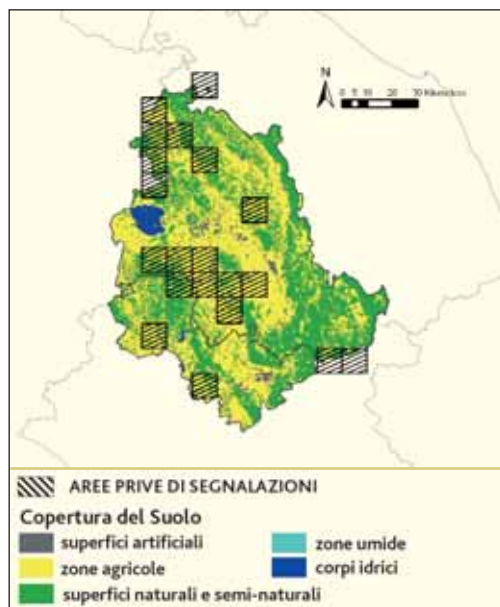 N
0 5 10 20 30 Kilometers
AREE PRIVE DI SEGNALAZIONI
Copertura del Suolo
superfici artificiali
zone umide
zone agricole
corpi idrici
superfici naturali e semi-naturali